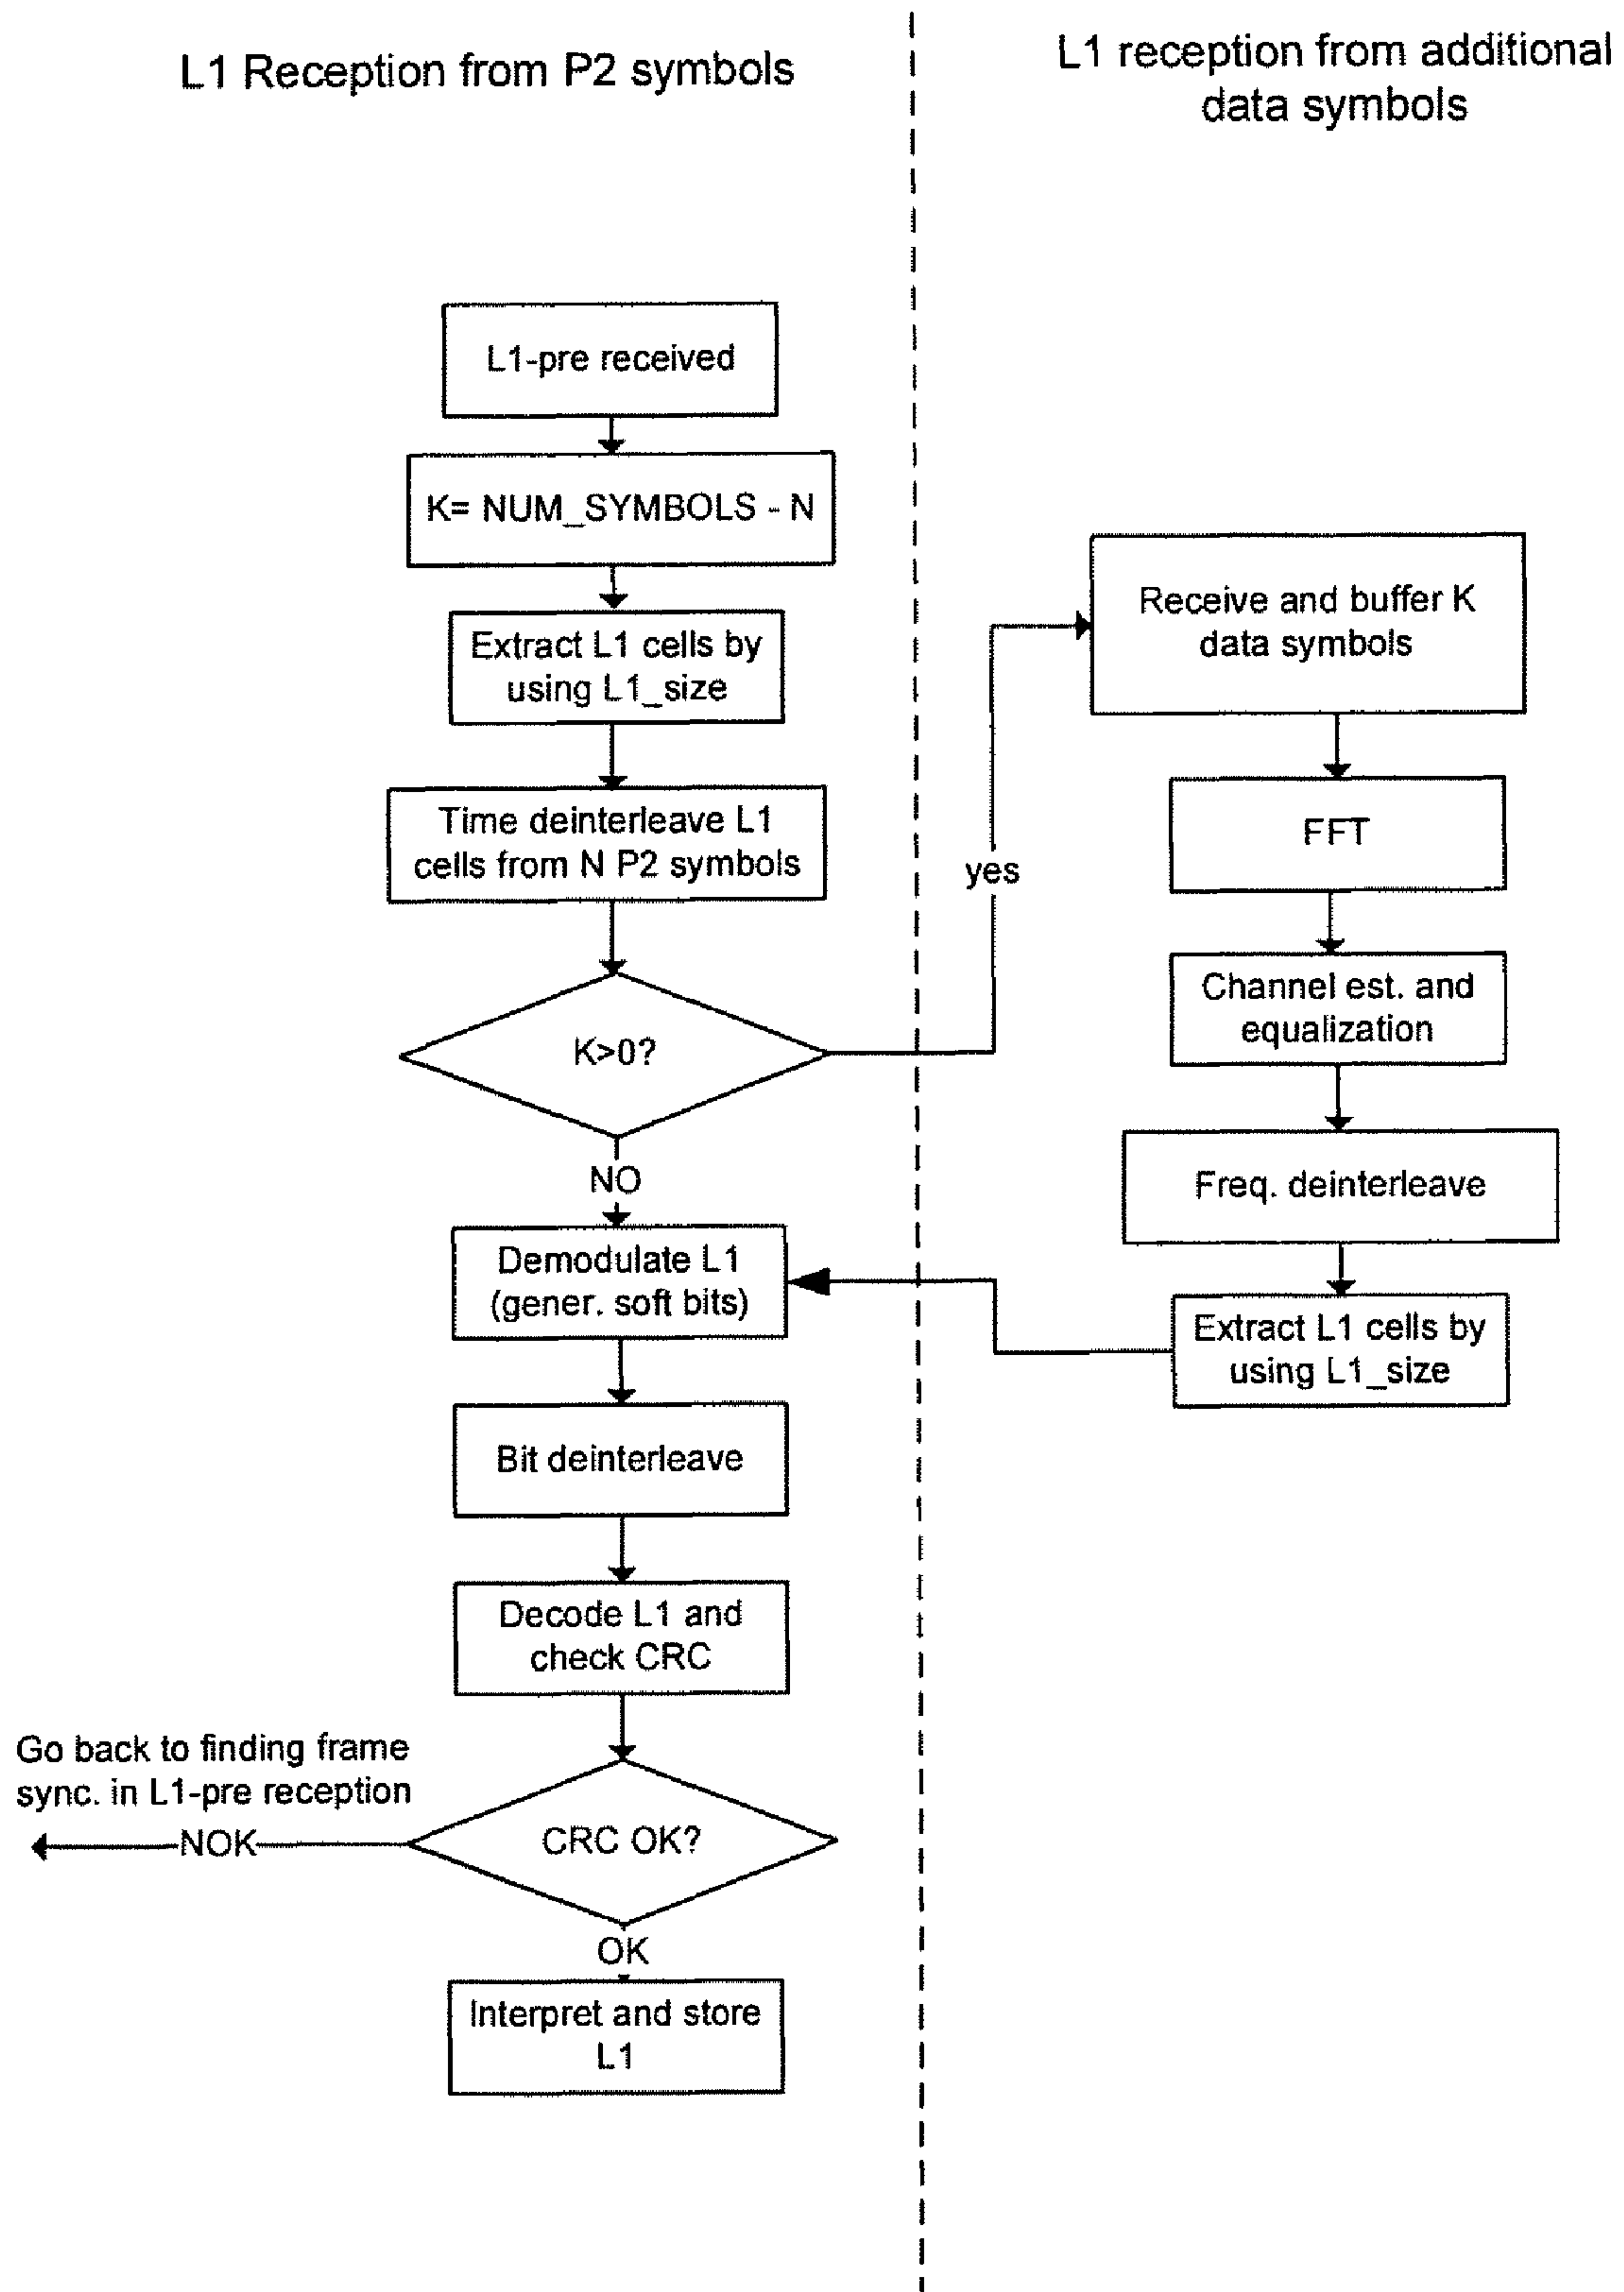 L1 Reception from P2 symbols
L1 reception from additional
data symbols
L1-pre received
K= NUM_SYMBOLS - N
Extract L1 cells by
using L1_size
Time deinterleave L1
cells from N P2 symbols
K>0?
yes
NO
Receive and buffer K
data symbols
FFT
Channel est. and
equalization
Freq. deinterleave
Extract L1 cells by
using L1_size
Demodulate L1
(gener. soft bits)
Bit deinterleave
Decode L1 and
check CRC
Go back to finding frame
sync. in L1-pre reception
NOK
CRC OK?
OK
Interpret and store
L1